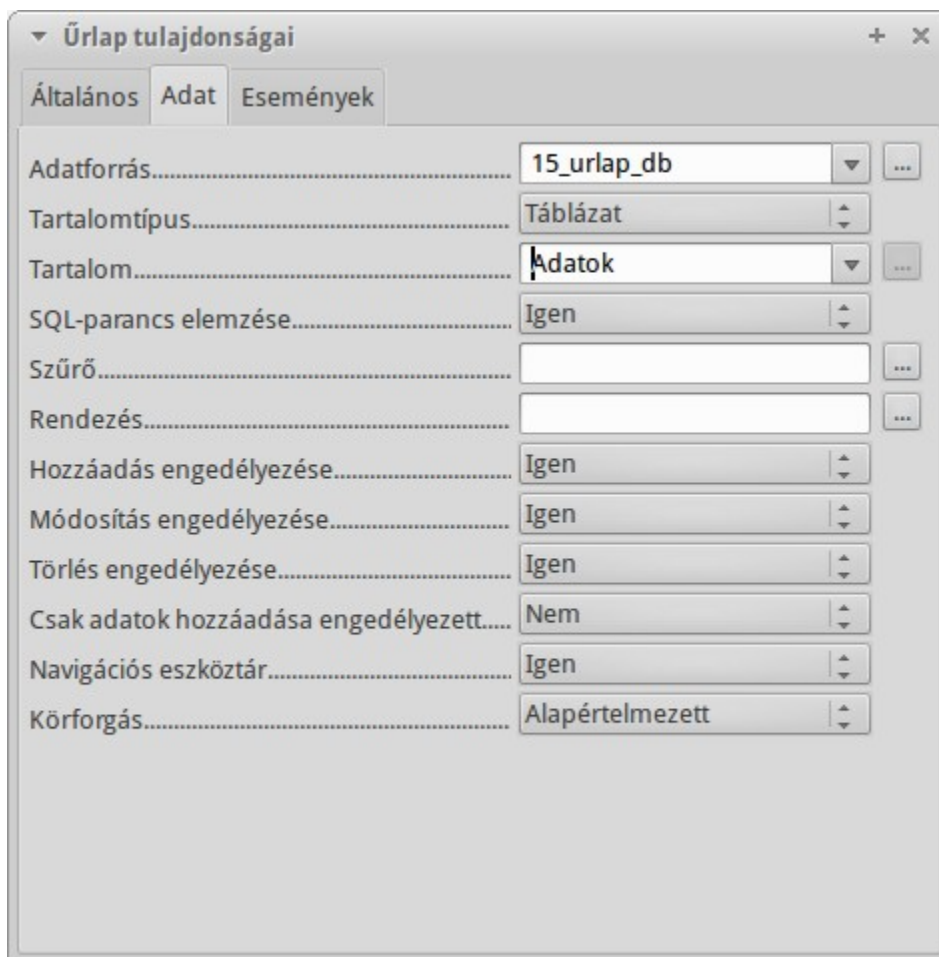 Űrlap tulajdonságai
Általános Adat Események
Adatforrás 15_urlap_db ...
Tartalomtípus Táblázat
Tartalom Adatok ...
SQL-parancs elemzése Igen
Szűrő ...
Rendezés ...
Hozzáadás engedélyezése Igen
Módosítás engedélyezése Igen
Törlés engedélyezése Igen
Csak adatok hozzáadása engedélyezett Nem
Navigációs eszköztár Igen
Körforgás Alapértelmezett